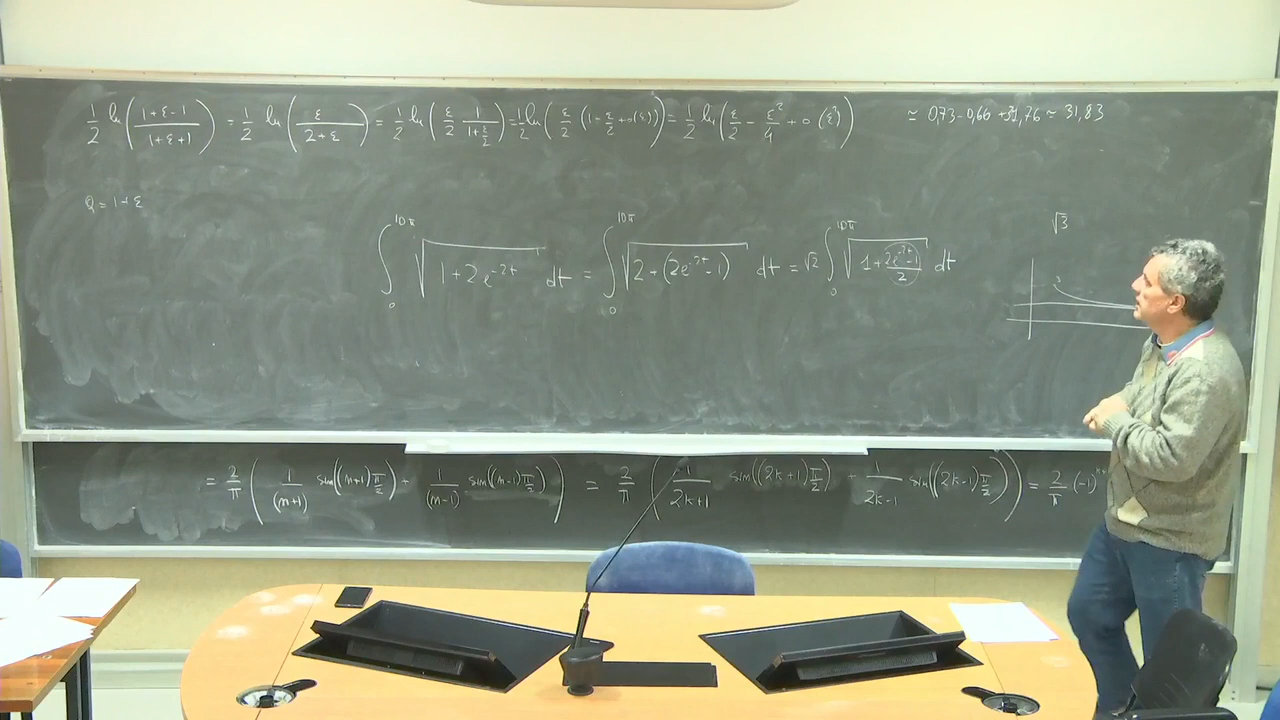 1/2 ln((1+ε-1)/(1+ε+1)) = 1/2 ln(ε/(2+ε)) = 1/2 ln(ε/2 1/(1+ε/2)) = 1/2 ln(ε/2 (1-ε/2+o(ε))) = 1/2 ln(ε/2 - ε²/4 + o(ε²)) ≃ 0,73-0,66+31,76 ≃ 31,83
Q = 1+ε
√3
∫₀^{10π} √(1+2e^{-2t}) dt = ∫₀^{10π} √(2+(2e^{-2t}-1)) dt = √2 ∫₀^{10π} √(1+(2e^{-2t}-1)/2) dt
3
= 2/π (1/(n+1) sin((n+1)π/2) + 1/(n-1) sin((n-1)π/2)) = 2/π (1/(2k+1) sin((2k+1)π/2) - 1/(2k-1) sin((2k-1)π/2)) = 2/π (-1)